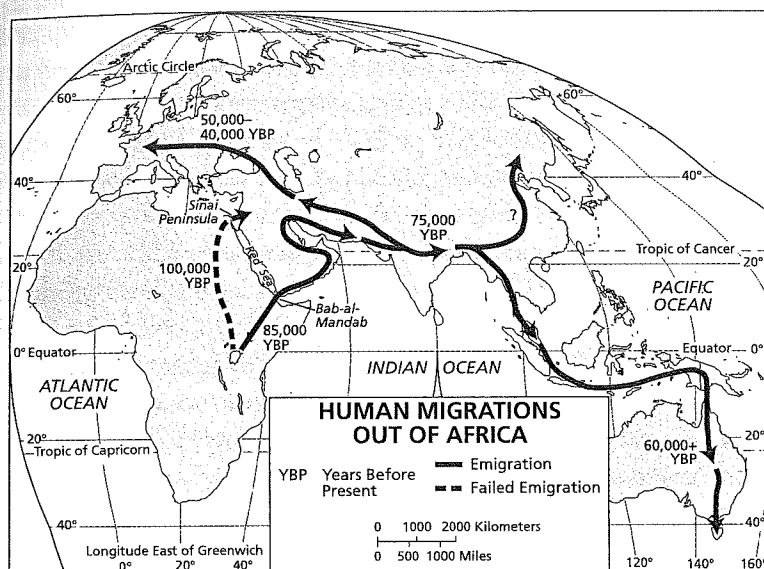 Arctic Circle
60°
60°
50,000–
40,000 YBP
40°
40°
Sinai
Peninsula
75,000
YBP
?
Tropic of Cancer
20°
20°
100,000
YBP
Red Sea
PACIFIC
OCEAN
Bab-al-
Mandab
85,000
YBP
0° Equator
Equator
0°
INDIAN OCEAN
ATLANTIC
OCEAN
HUMAN MIGRATIONS
OUT OF AFRICA
20°
20°
Tropic of Capricorn
60,000+
YBP
YBP Years Before
Present
Emigration
Failed Emigration
40°
40°
0 1000 2000 Kilometers
0 500 1000 Miles
Longitude East of Greenwich
0° 20° 40°
120° 140° 160°